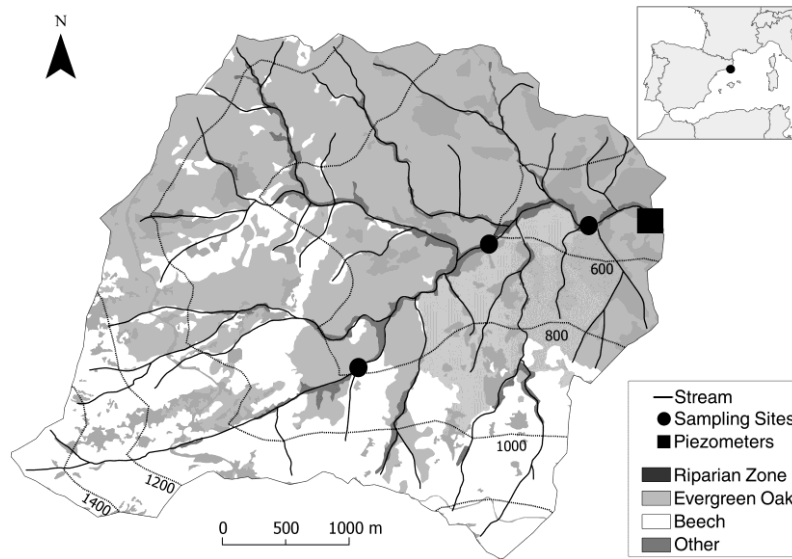 N
600
800
1000
1200
1400
0 500 1000 m
Stream
Sampling Sites
Piezometers
Riparian Zone
Evergreen Oak
Beech
Other